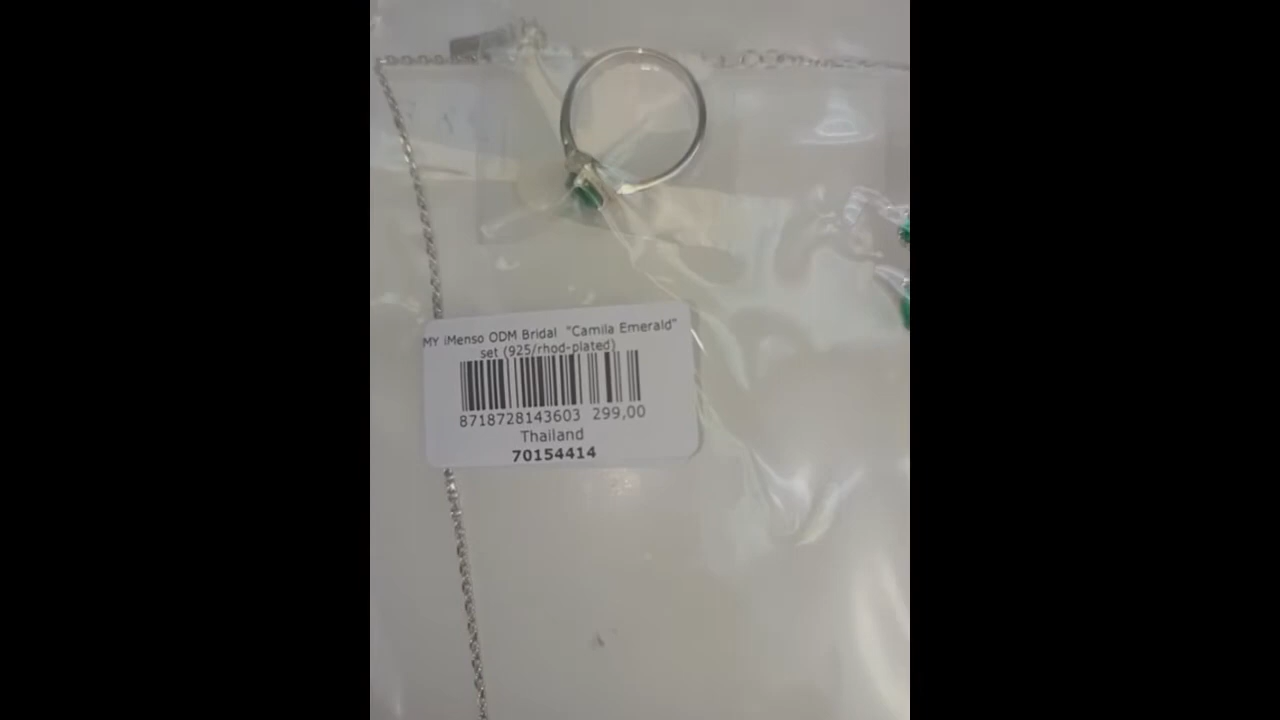 MY iMenso ODM Bridal "Camila Emerald"
set (925/rhod-plated)
8718728143603 299,00
Thailand
70154414